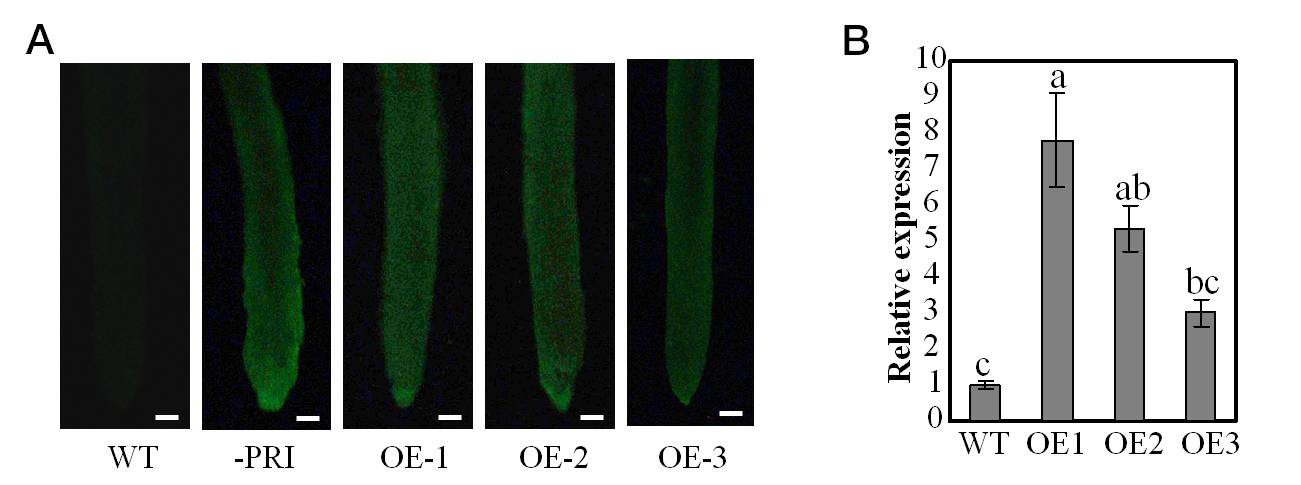 A
WT
-PRI
OE-1
OE-2
OE-3
B
Relative expression
10
9
8
7
6
5
4
3
2
1
0
c
a
ab
bc
WT
OE1
OE2
OE3